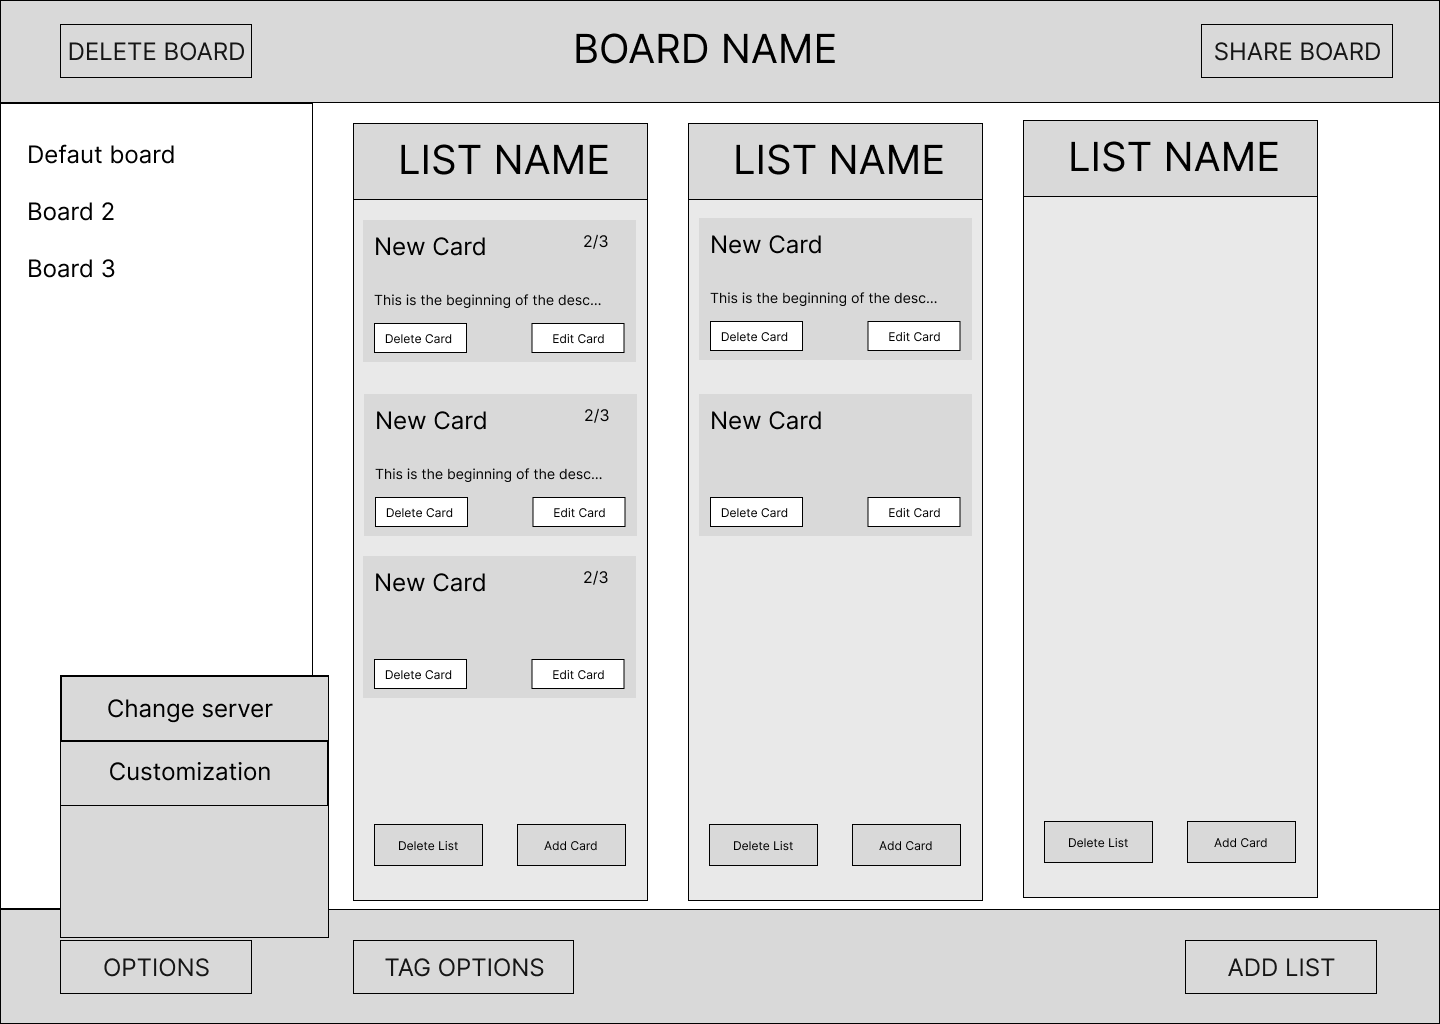 DELETE BOARD
BOARD NAME
SHARE BOARD
Defaut board
Board 2
Board 3
LIST NAME
New Card
2/3
This is the beginning of the desc...
Delete Card
Edit Card
New Card
2/3
This is the beginning of the desc...
Delete Card
Edit Card
New Card
2/3
Delete Card
Edit Card
Delete List
Add Card
LIST NAME
New Card
This is the beginning of the desc...
Delete Card
Edit Card
New Card
Delete Card
Edit Card
Delete List
Add Card
LIST NAME
Delete List
Add Card
Change server
Customization
OPTIONS
TAG OPTIONS
ADD LIST